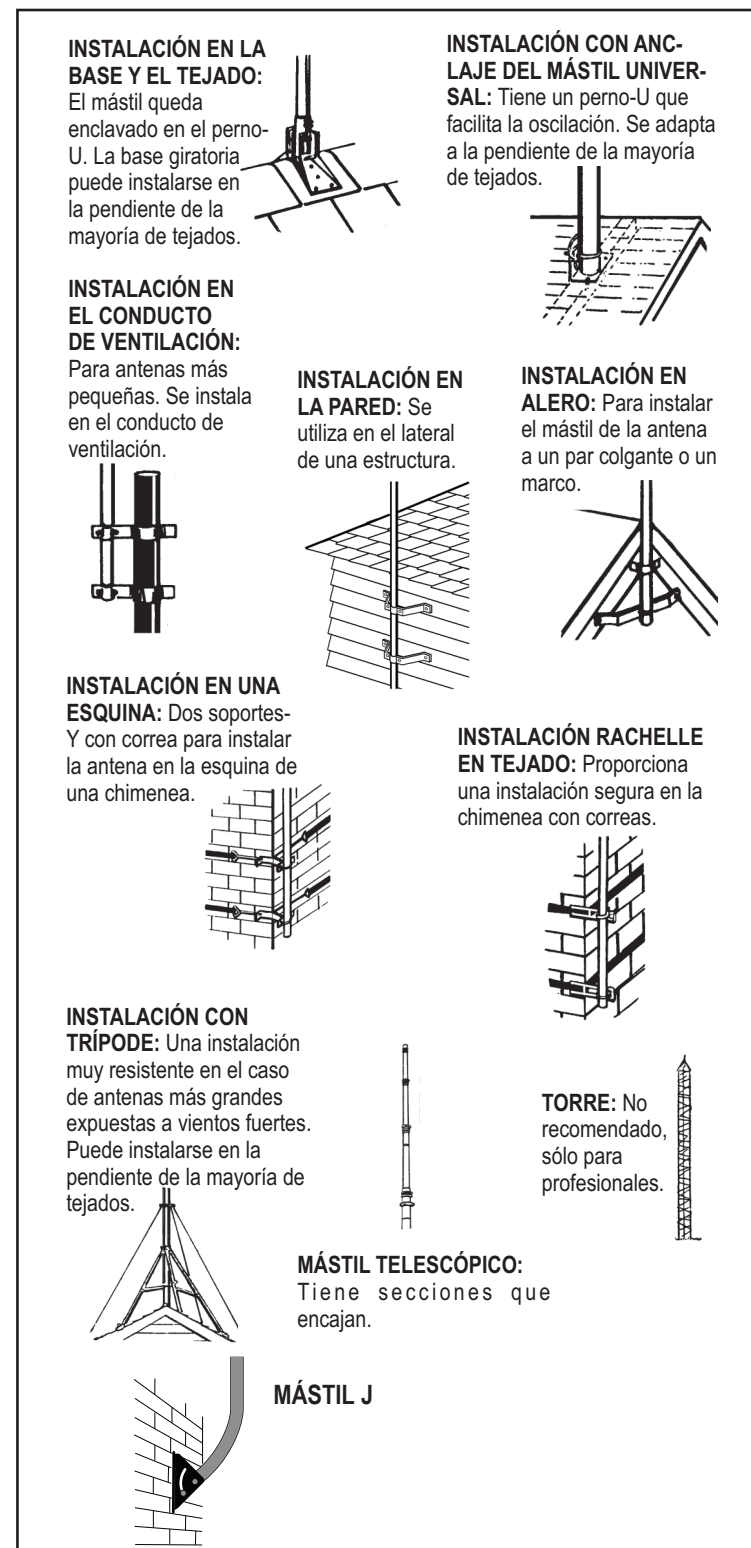 INSTALACIÓN EN LA
BASE Y EL TEJADO:
El mástil queda
enclavado en el perno-
U. La base giratoria
puede instalarse en
la pendiente de la
mayoría de tejados.
INSTALACIÓN CON ANC-
LAJE DEL MÁSTIL UNIVER-
SAL: Tiene un perno-U que
facilita la oscilación. Se adapta
a la pendiente de la mayoría
de tejados.
INSTALACIÓN EN
EL CONDUCTO
DE VENTILACIÓN:
Para antenas más
pequeñas. Se instala
en el conducto de
ventilación.
INSTALACIÓN EN
LA PARED: Se
utiliza en el lateral
de una estructura.
INSTALACIÓN EN
ALERO: Para instalar
el mástil de la antena
a un par colgante o un
marco.
INSTALACIÓN EN UNA
ESQUINA: Dos soportes-
Y con correa para instalar
la antena en la esquina de
una chimenea.
INSTALACIÓN RACHELLE
EN TEJADO: Proporciona
una instalación segura en la
chimenea con correas.
INSTALACIÓN CON
TRÍPODE: Una instalación
muy resistente en el caso
de antenas más grandes
expuestas a vientos fuertes.
Puede instalarse en la
pendiente de la mayoría de
tejados.
MÁSTIL TELESCÓPICO:
Tiene secciones que
encajan.
TORRE: No
recomendado,
sólo para
profesionales.
MÁSTIL J